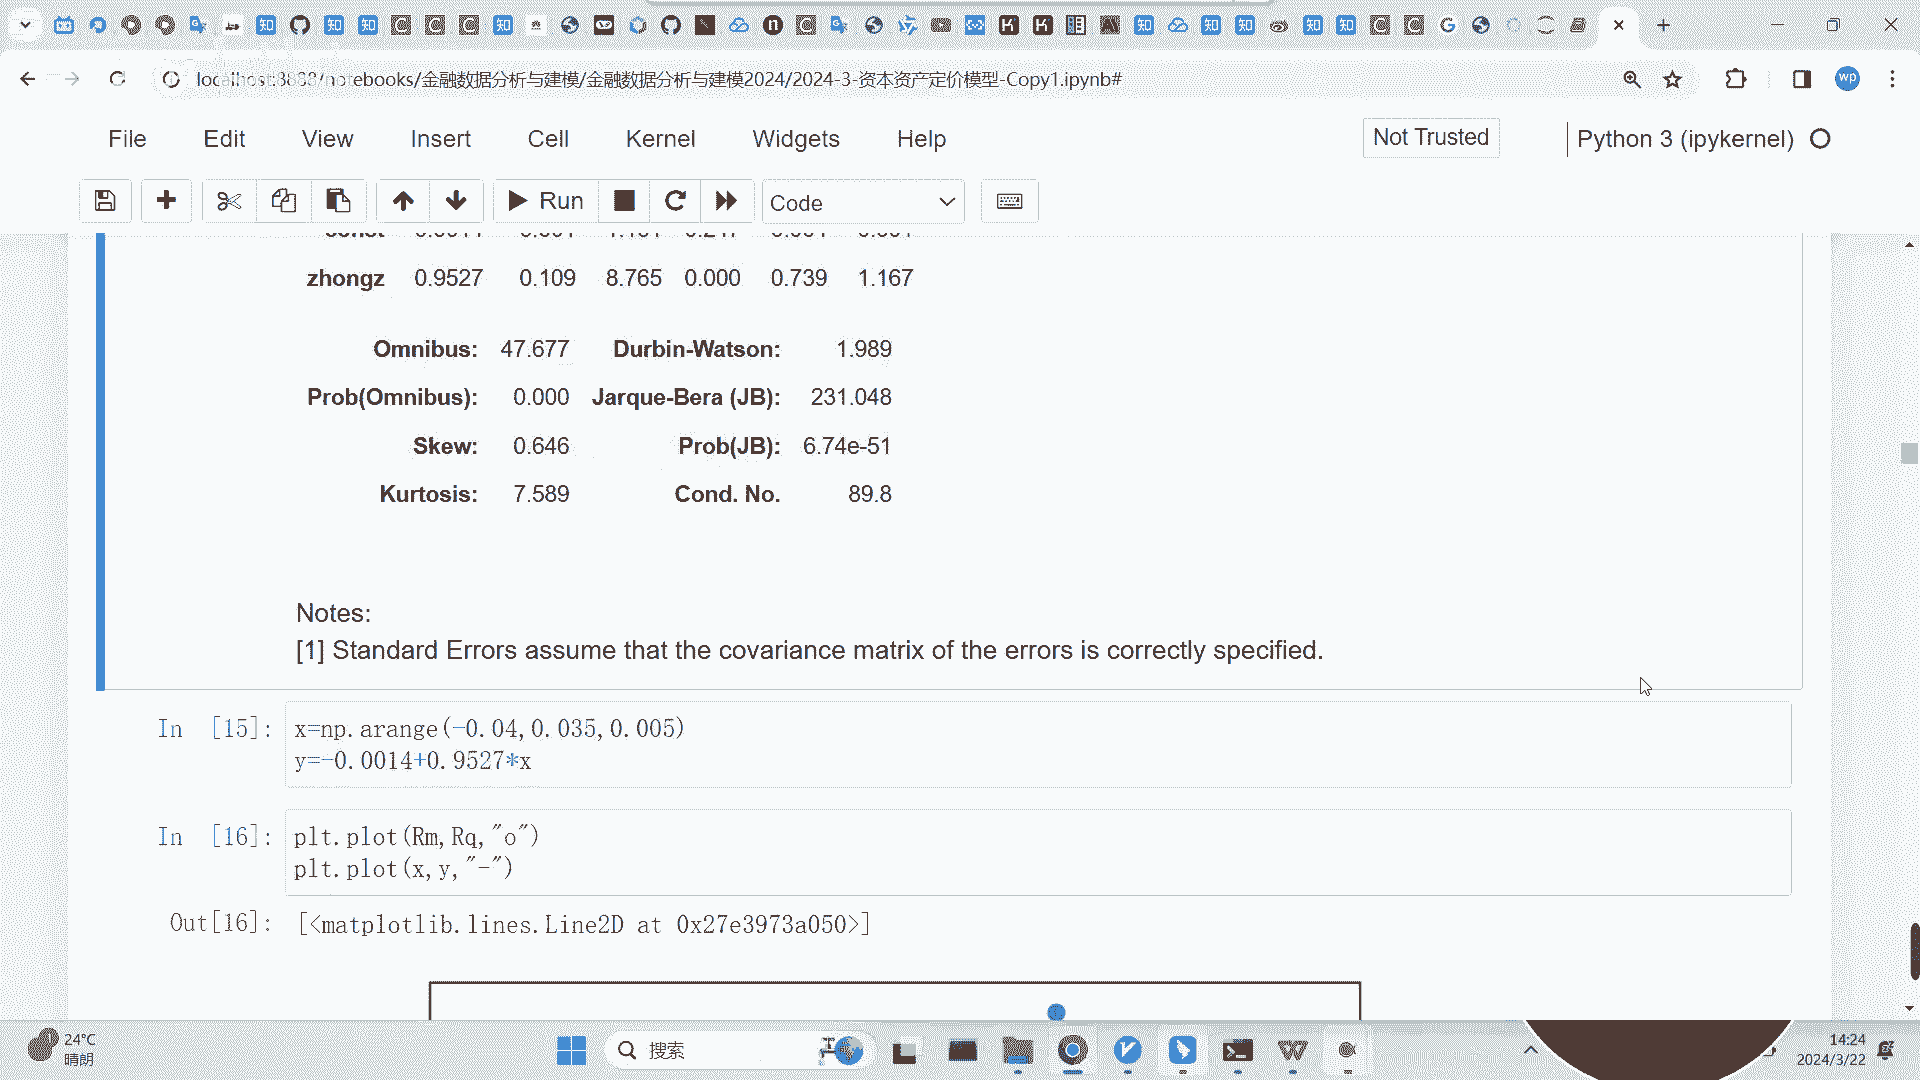 localhost:8888/notebooks/金融数据分析与建模/金融数据分析与建模2024/2024-3-资本资产定价模型-Copy1.ipynb#
wp
File Edit View Insert Cell Kernel Widgets Help Not Trusted Python 3 (ipykernel)
Run Code
zhongz 0.9527 0.109 8.765 0.000 0.739 1.167
Omnibus: 47.677 Durbin-Watson: 1.989
Prob(Omnibus): 0.000 Jarque-Bera (JB): 231.048
Skew: 0.646 Prob(JB): 6.74e-51
Kurtosis: 7.589 Cond. No. 89.8
Notes:
[1] Standard Errors assume that the covariance matrix of the errors is correctly specified.
In [15]: x=np.arange(-0.04,0.035,0.005)
y=-0.0014+0.9527*x
In [16]: plt.plot(Rm,Rq,"o")
plt.plot(x,y,"-")
Out[16]: [<matplotlib.lines.Line2D at 0x27e3973a050>]
24°C
晴朗
搜索
14:24
2024/3/22